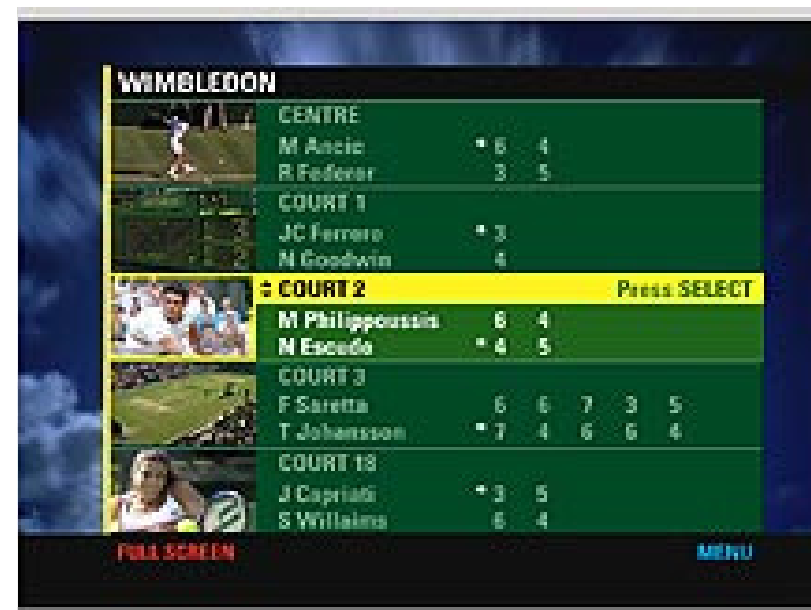 WIMBLEDON
CENTRE
M Ancic • 6 4
R Federer 3 5
COURT 1
JC Ferrero • 3
N Goodwin 4
COURT 2 Press SELECT
M Philippoussis 6 4
N Escude • 4 5
COURT 3
F Saretta 6 7 3 5
T Johansson • 7 4 6 6 4
COURT 18
J Capriati • 3 5
S Willaims 6 4
FULL SCREEN MENU